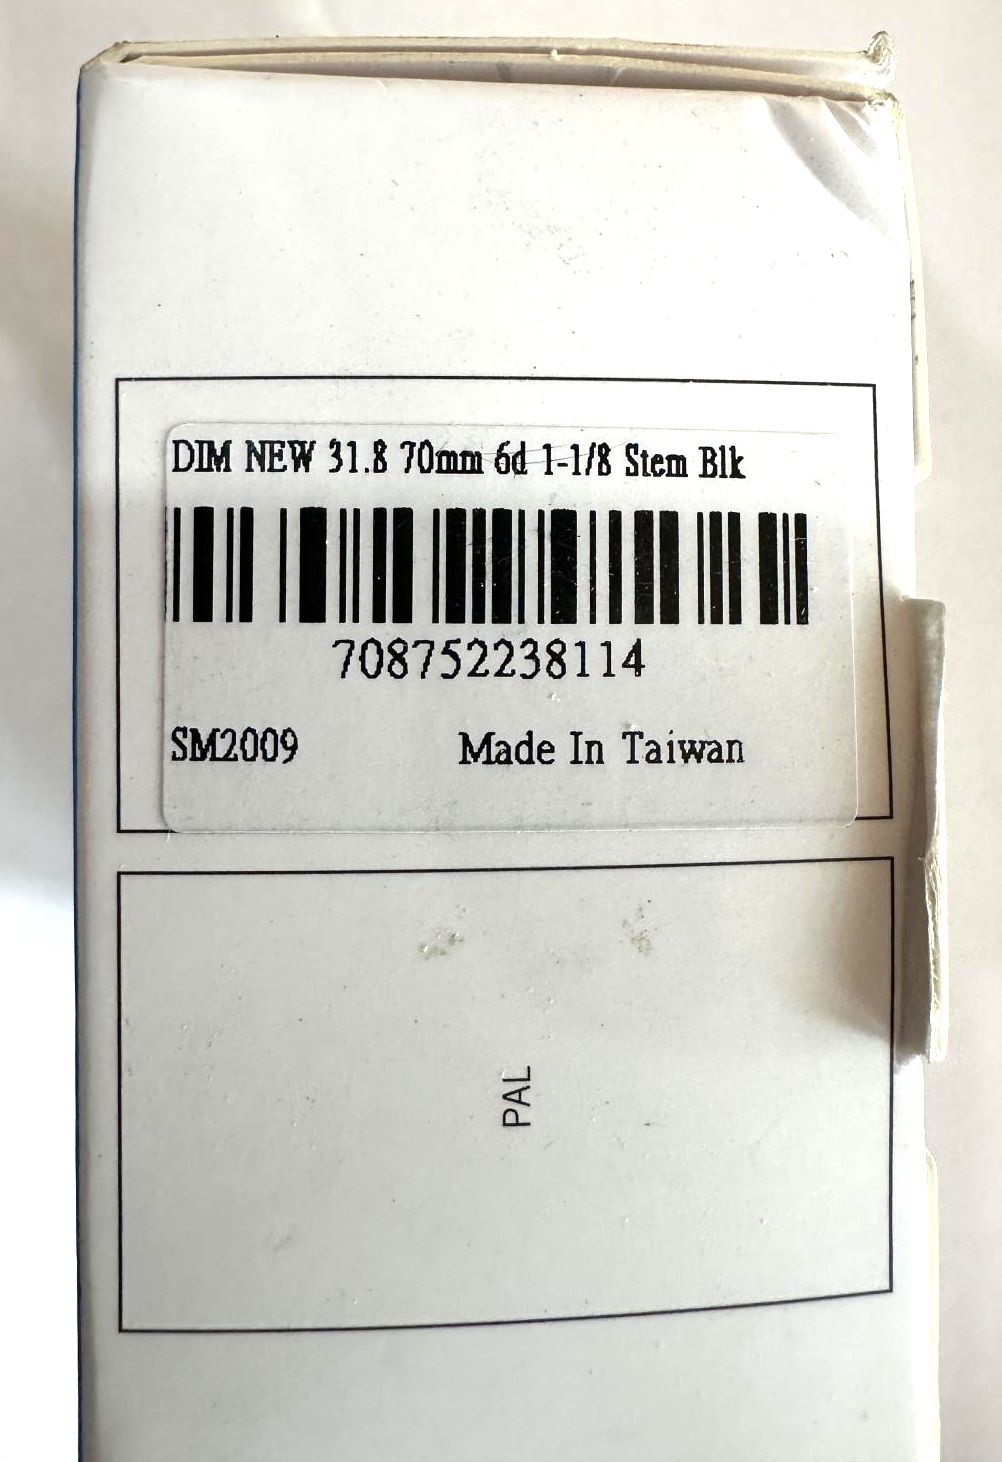 DIM NEW 31.8 70mm 6d 1-1/8 Stem Blk
708752238114
SM2009 Made In Taiwan
PAL